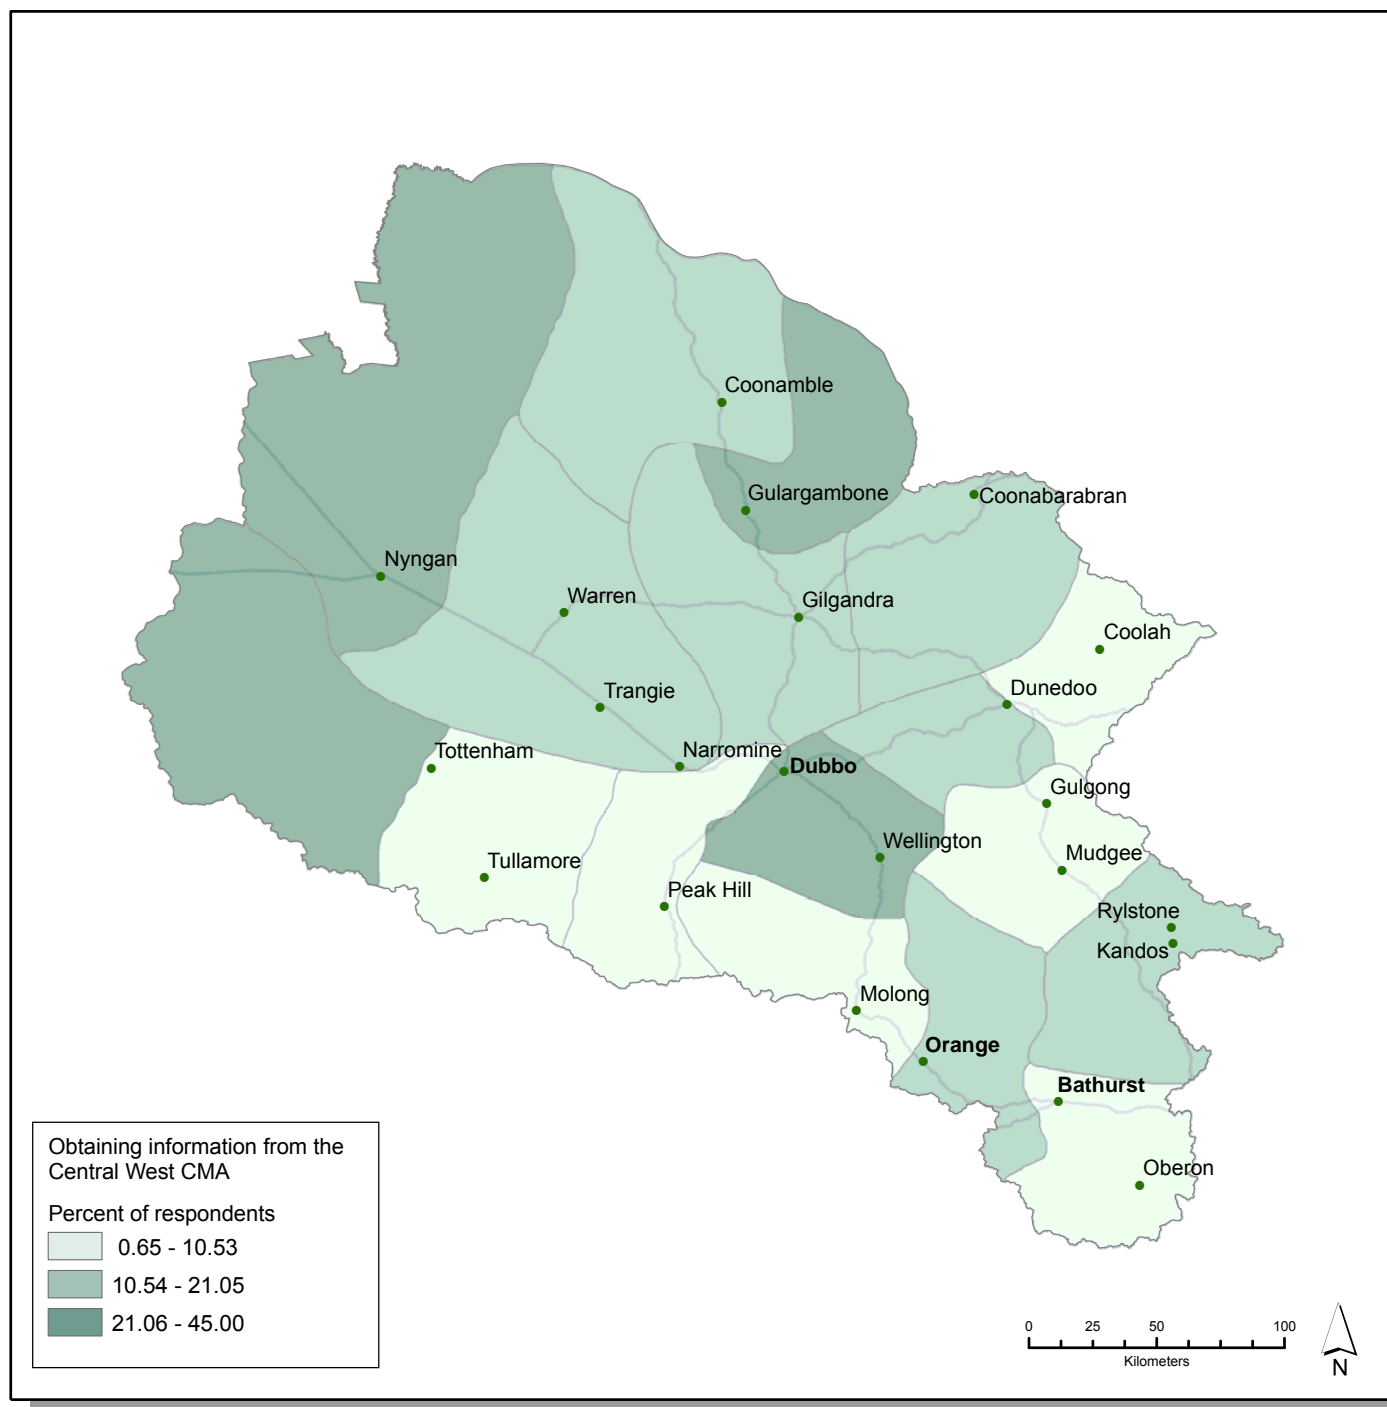 Coonamble
Gulargambone
Coonabarabran
Nyngan
Warren
Gilgandra
Coolah
Trangie
Dunedoo
Tottenham
Narromine
Dubbo
Gulgong
Wellington
Mudgee
Tullamore
Peak Hill
Rylstone
Kandos
Molong
Orange
Bathurst
Oberon
Obtaining information from the
Central West CMA
Percent of respondents
0.65 - 10.53
10.54 - 21.05
21.06 - 45.00
0 25 50 100
Kilometers
N